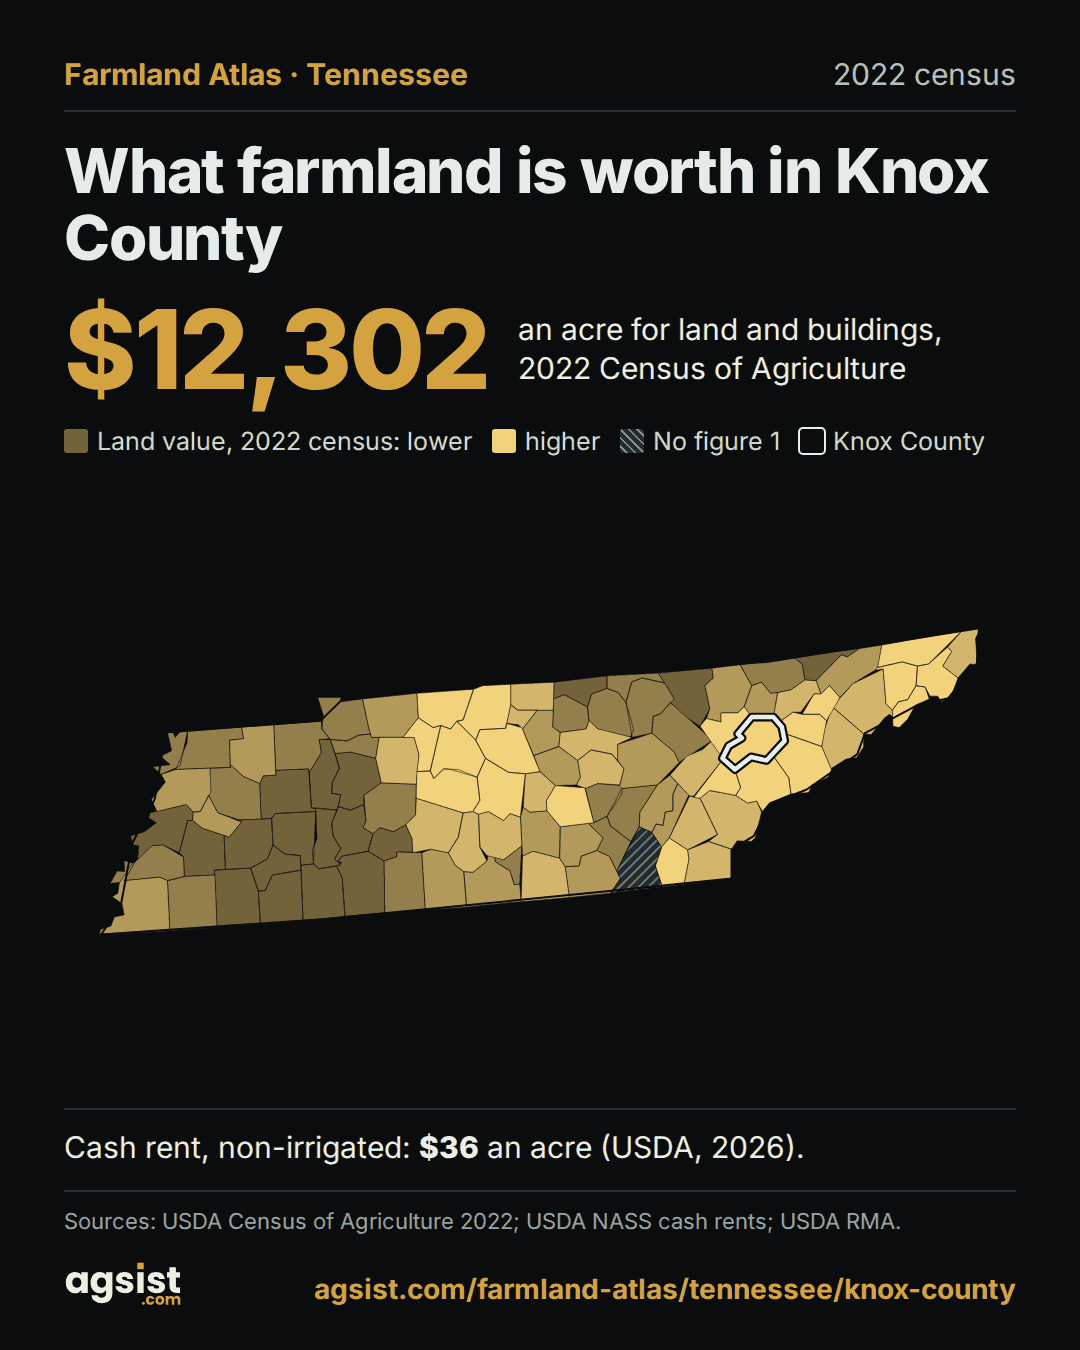 Farmland Atlas · Tennessee
2022 census
What farmland is worth in Knox
County
$12,302
an acre for land and buildings,
2022 Census of Agriculture
Land value, 2022 census: lower
higher
No figure 1
Knox County
Cash rent, non-irrigated: $36 an acre (USDA, 2026).
Sources: USDA Census of Agriculture 2022; USDA NASS cash rents; USDA RMA.
agsist
.com
agsist.com/farmland-atlas/tennessee/knox-county